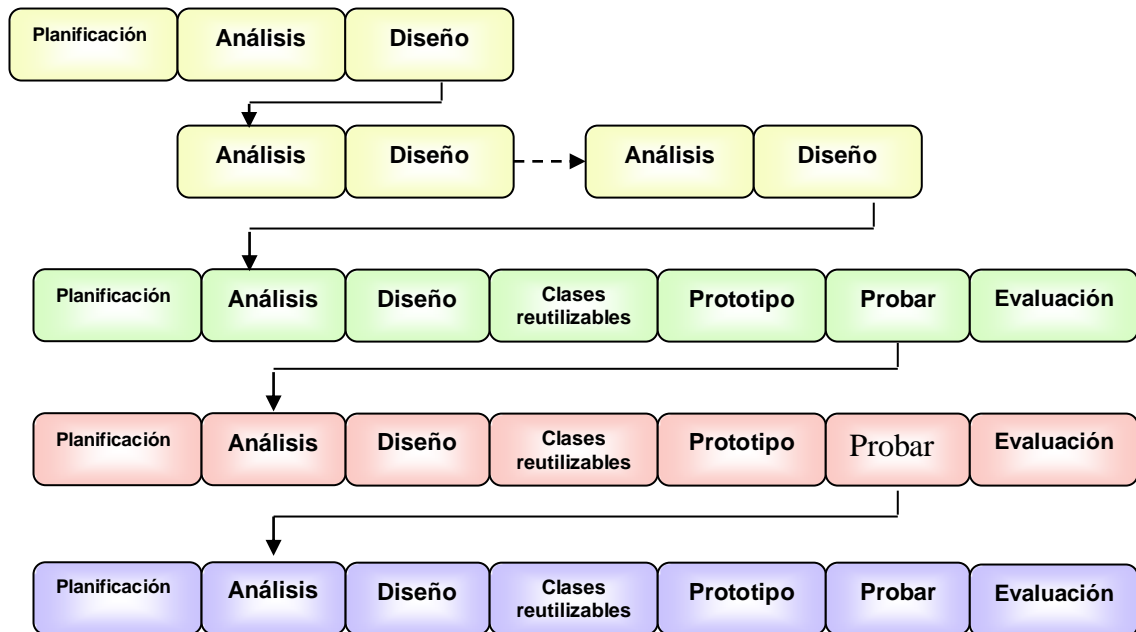 Planificación Análisis Diseño
Análisis Diseño Análisis Diseño
Planificación Análisis Diseño Clases reutilizables Prototipo Probar Evaluación
Planificación Análisis Diseño Clases reutilizables Prototipo Probar Evaluación
Planificación Análisis Diseño Clases reutilizables Prototipo Probar Evaluación